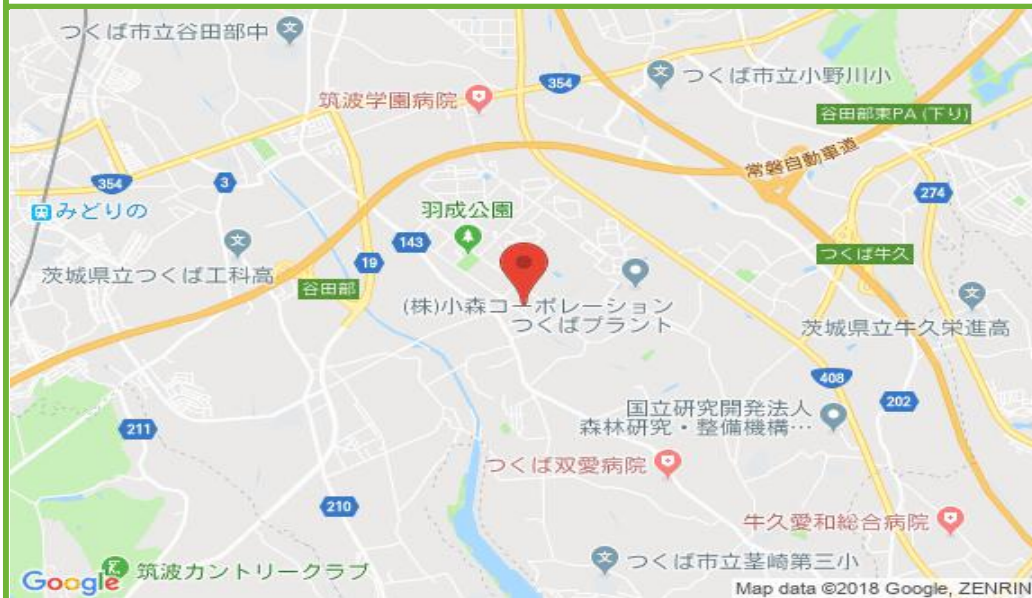 つくば市立谷田部中
354
つくば市立小野川小
筑波学園病院
谷田部東PA (下り)
常磐自動車道
354
3
274
みどりの
羽成公園
143
茨城県立つくば工科高
19
つくば牛久
谷田部
(株)小森コーポレーション
つくばプラント
茨城県立牛久栄進高
408
202
国立研究開発法人
森林研究・整備機構…
211
つくば双愛病院
210
牛久愛和総合病院
つくば市立茎崎第三小
筑波カントリークラブ
Google
Map data ©2018 Google, ZENRIN